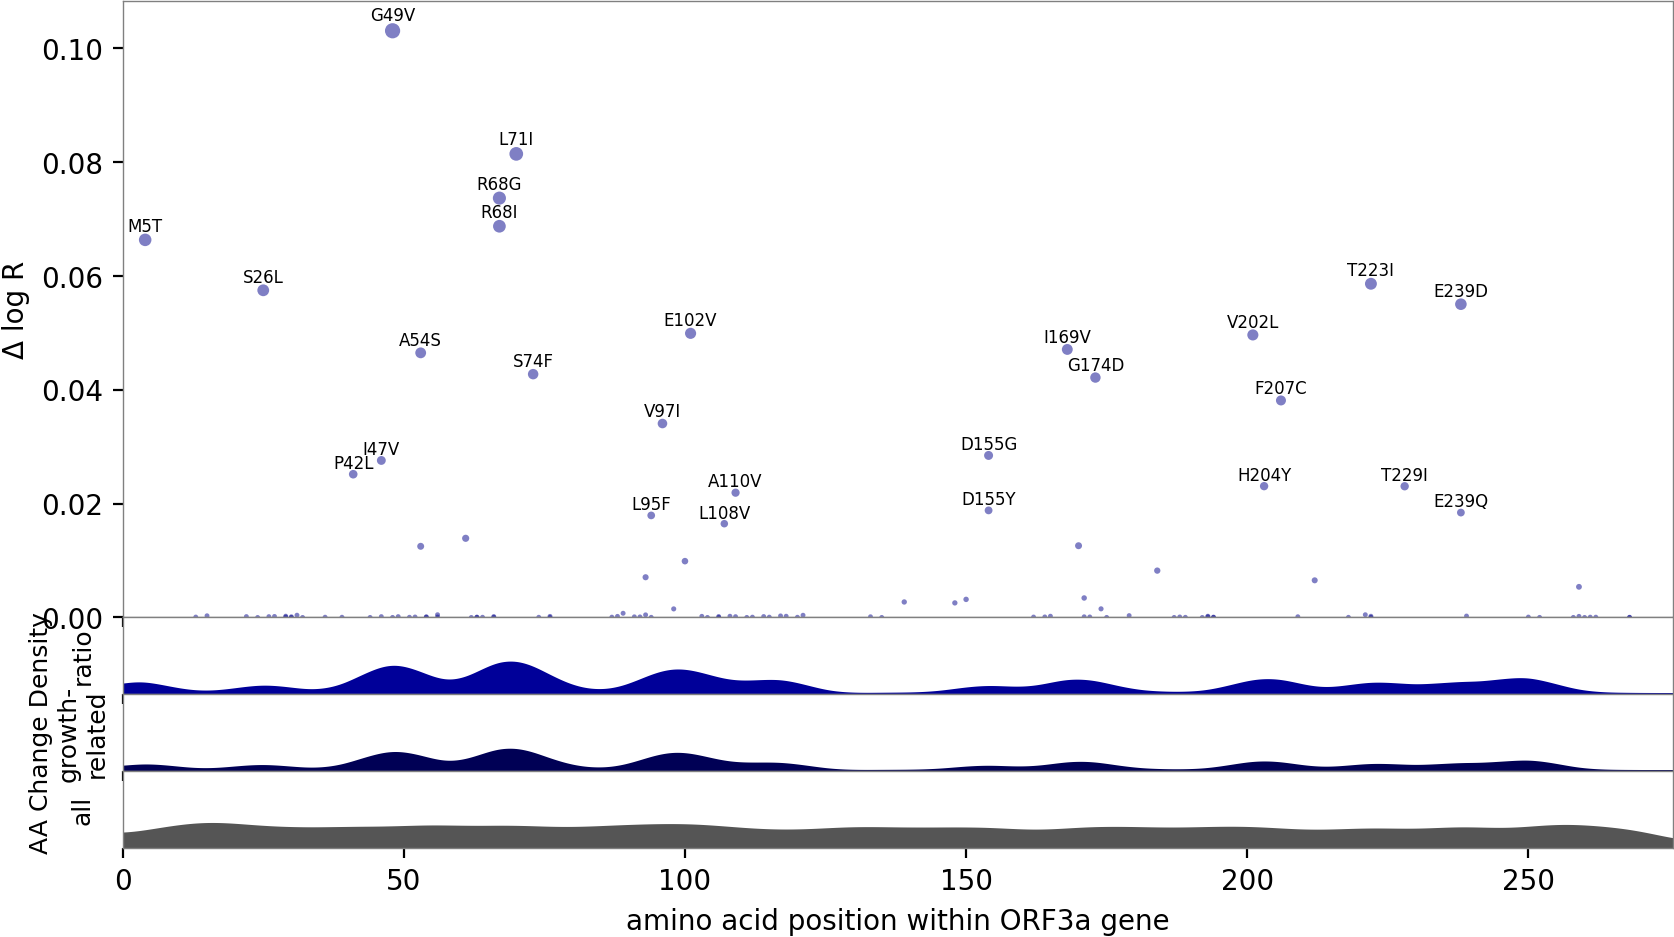 G49V
0.10
L71I
0.08
R68G
R68I
M5T
T223I
S26L
0.06
E239D
E102V
V202L
A54S
I169V
Δ log R
S74F
G174D
0.04
F207C
V97I
D155G
I47V
P42L
A110V
H204Y
T229I
L95F
D155Y
E239Q
0.02
L108V
0.00
AA Change Density
ratio
growth-
related
all
0
50
100
150
200
250
amino acid position within ORF3a gene